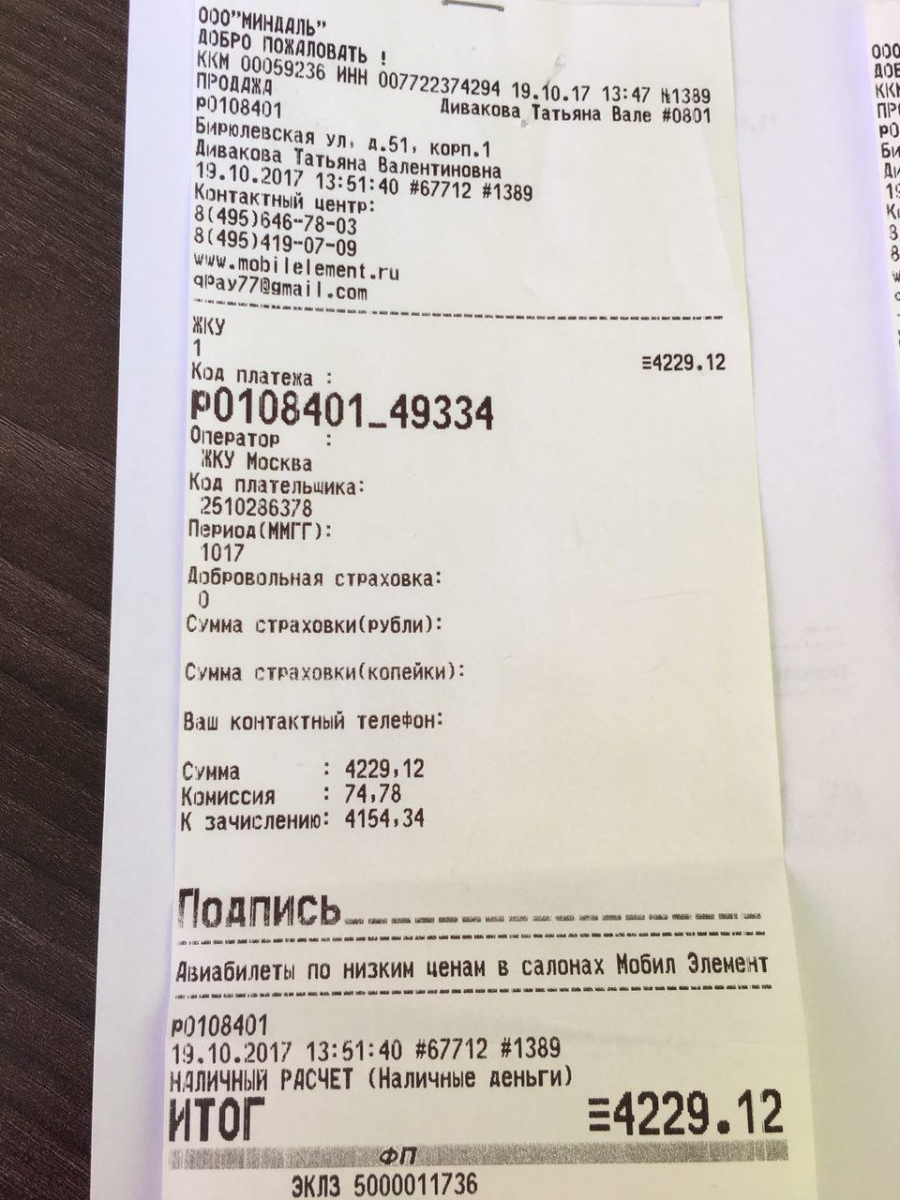 ООО"МИНДАЛЬ"
ДОБРО ПОЖАЛОВАТЬ !
ККМ 00059236 ИНН 007722374294 19.10.17 13:47 №1389
ПРОДАЖА Дивакова Татьяна Вале #0801
Р0108401
Бирюлевская ул, д.51, корп.1
Дивакова Татьяна Валентиновна
19.10.2017 13:51:40 #67712 #1389
Контактный центр:
8(495)646-78-03
8(495)419-07-09
www.mobilelement.ru
qpay77@gmail.com
ЖКУ
1 ≡4229.12
Код платежа :
Р0108401_49334
Оператор :
ЖКУ Москва
Код плательщика:
2510286378
Период(ММГГ):
1017
Добровольная страховка:
0
Сумма страховки(рубли):
Сумма страховки(копейки):
Ваш контактный телефон:
Сумма : 4229,12
Комиссия : 74,78
К зачислению: 4154,34
Подпись
Авиабилеты по низким ценам в салонах Мобил Элемент
Р0108401
19.10.2017 13:51:40 #67712 #1389
НАЛИЧНЫЙ РАСЧЕТ (Наличные деньги)
ИТОГ ≡4229.12
ФП
ЭКЛЗ 5000011736